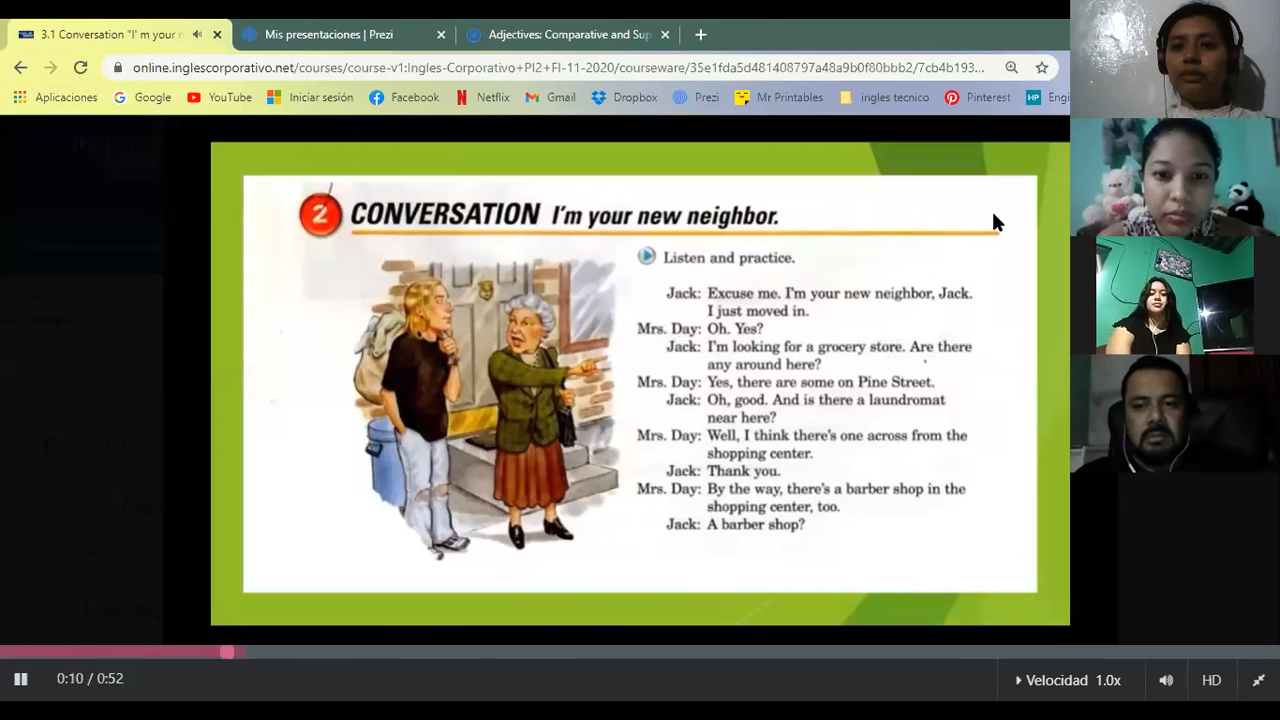 3.1 Conversation "I' m your n
Mis presentaciones | Prezi
Adjectives: Comparative and Sup
online.inglescorporativo.net/courses/course-v1:Ingles-Corporativo+PI2+FI-11-2020/courseware/35e1fda5d481408797a48a9b0f80bbb2/7cb4b193...
Aplicaciones Google YouTube Iniciar sesión Facebook Netflix Gmail Dropbox Prezi Mr Printables ingles tecnico Pinterest HP Engl
2 CONVERSATION I'm your new neighbor.
Listen and practice.
Jack: Excuse me. I'm your new neighbor, Jack.
I just moved in.
Mrs. Day: Oh. Yes?
Jack: I'm looking for a grocery store. Are there
any around here?
Mrs. Day: Yes, there are some on Pine Street.
Jack: Oh, good. And is there a laundromat
near here?
Mrs. Day: Well, I think there's one across from the
shopping center.
Jack: Thank you.
Mrs. Day: By the way, there's a barber shop in the
shopping center, too.
Jack: A barber shop?
0:10 / 0:52
Velocidad 1.0x
HD